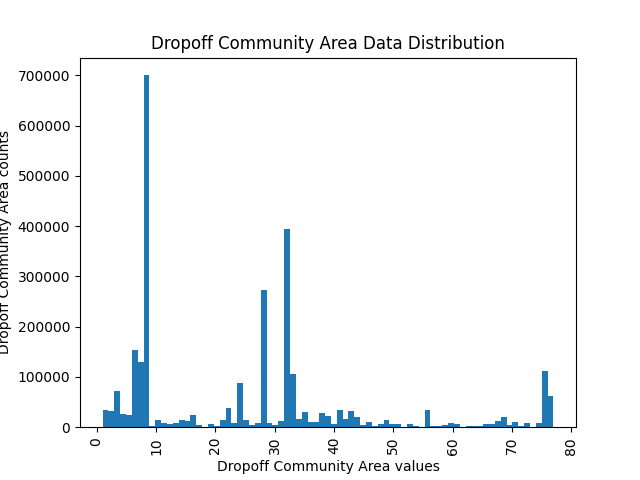 Dropoff Community Area Data Distribution
700000
600000
500000
400000
300000
200000
100000
0
Dropoff Community Area counts
0 10 20 30 40 50 60 70 80
Dropoff Community Area values